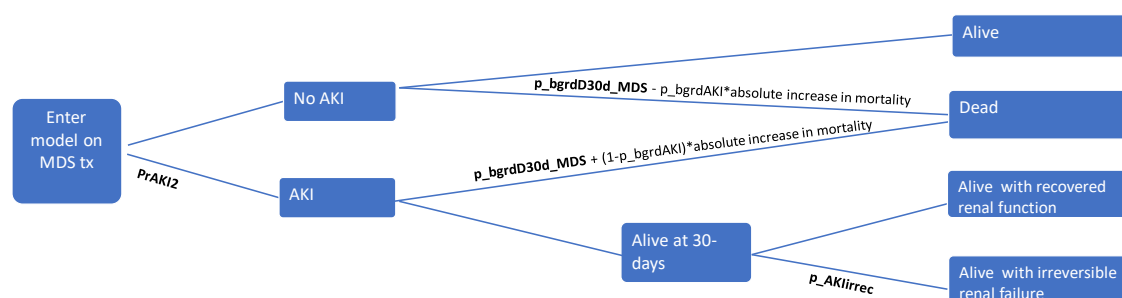 Alive
p_bgrdD30d_MDS - p_bgrdAKI*absolute increase in mortality
No AKI
Dead
Enter
model on
MDS tx
p_bgrdD30d_MDS + (1-p_bgrdAKI)*absolute increase in mortality
PrAKI2
AKI
Alive with recovered
renal function
Alive at 30-
days
p_AKIirrec
Alive with irreversible
renal failure